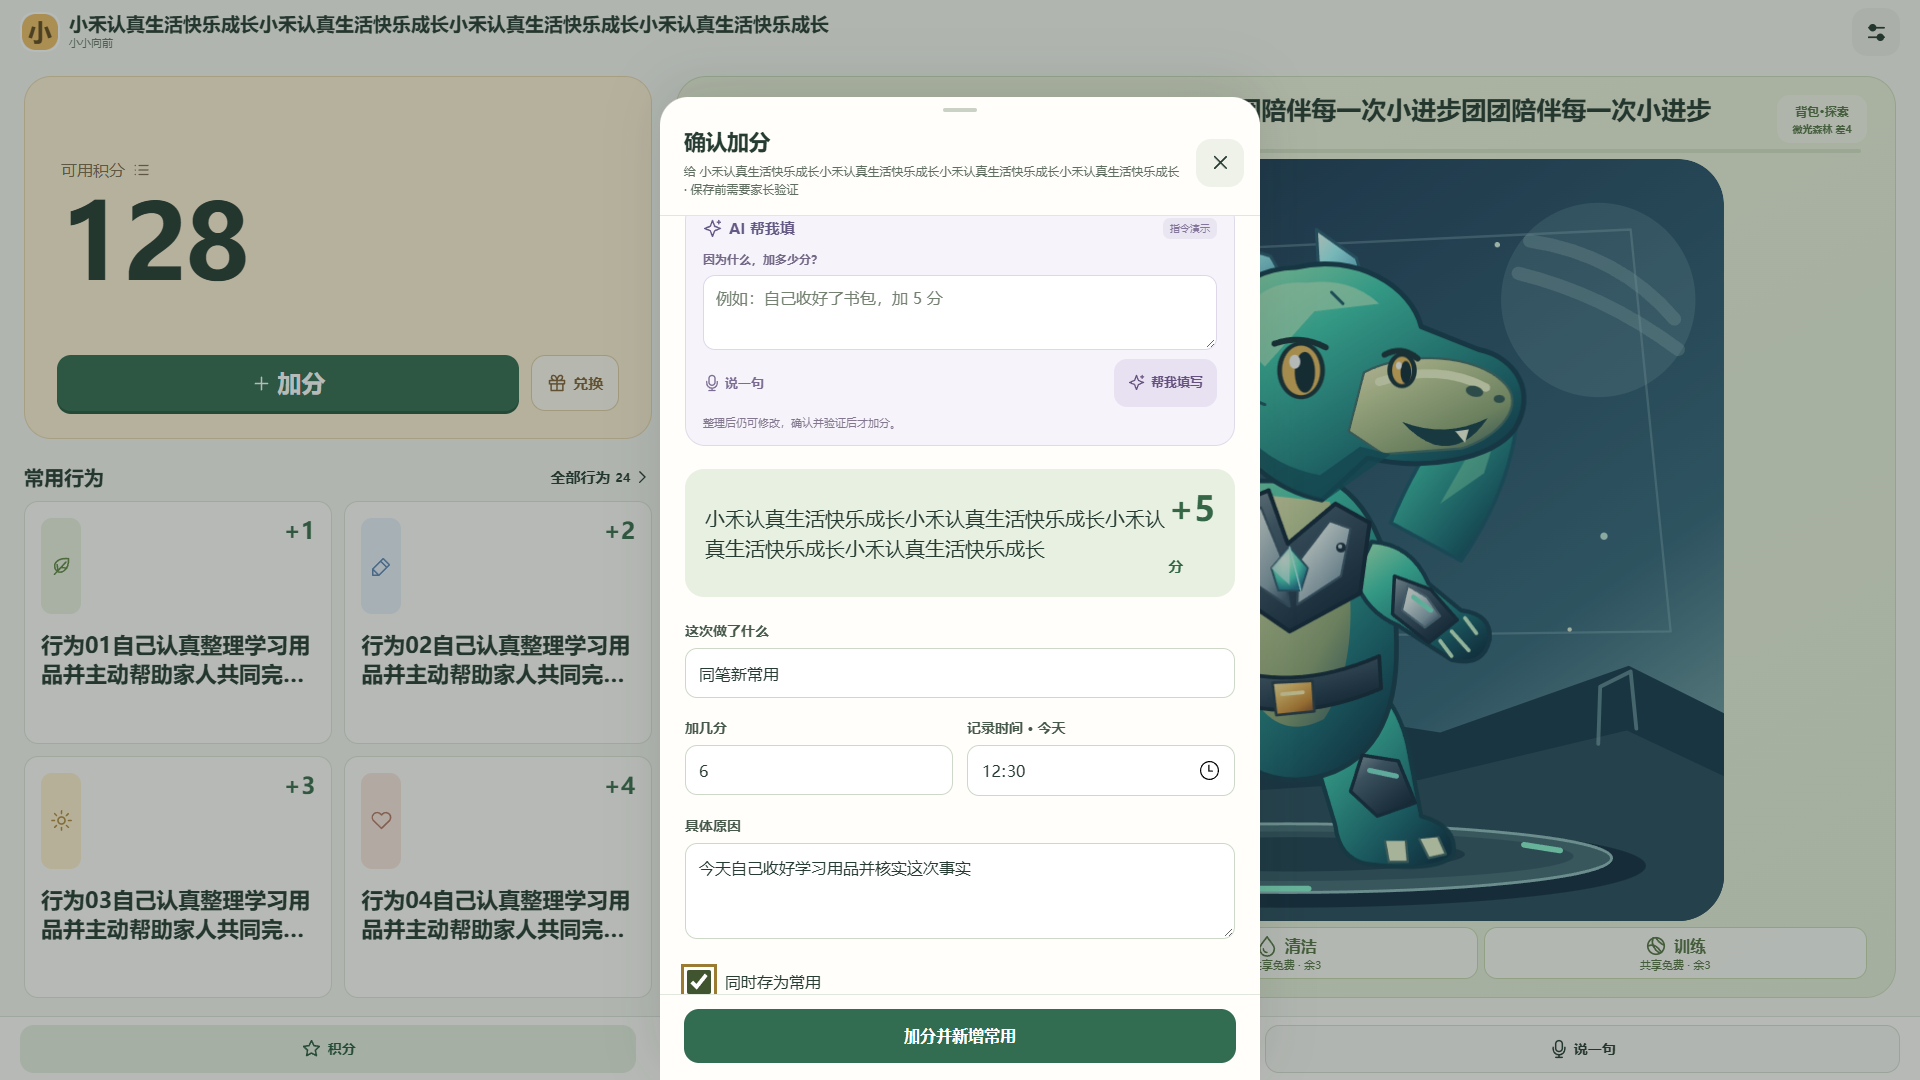 小
小禾认真生活快乐成长小禾认真生活快乐成长小禾认真生活快乐成长小禾认真生活快乐成长
小小向前
可用积分
128
+ 加分
兑换
常用行为
全部行为 24
+1
行为01自己认真整理学习用
品并主动帮助家人共同完...
+2
行为02自己认真整理学习用
品并主动帮助家人共同完...
+3
行为03自己认真整理学习用
品并主动帮助家人共同完...
+4
行为04自己认真整理学习用
品并主动帮助家人共同完...
积分
确认加分
给 小禾认真生活快乐成长小禾认真生活快乐成长小禾认真生活快乐成长小禾认真生活快乐成长
· 保存前需要家长验证
AI 帮我填
指令演示
因为什么，加多少分？
例如：自己收好了书包，加 5 分
说一句
帮我填写
整理后仍可修改，确认并验证后才加分。
小禾认真生活快乐成长小禾认真生活快乐成长小禾认
真生活快乐成长小禾认真生活快乐成长
+5
分
这次做了什么
同笔新常用
加几分
记录时间 • 今天
6
12:30
具体原因
今天自己收好学习用品并核实这次事实
同时存为常用
加分并新增常用
陪伴每一次小进步团团陪伴每一次小进步
背包·探索
微光森林 差4
清洁
享免费 · 余3
训练
共享免费 · 余3
说一句